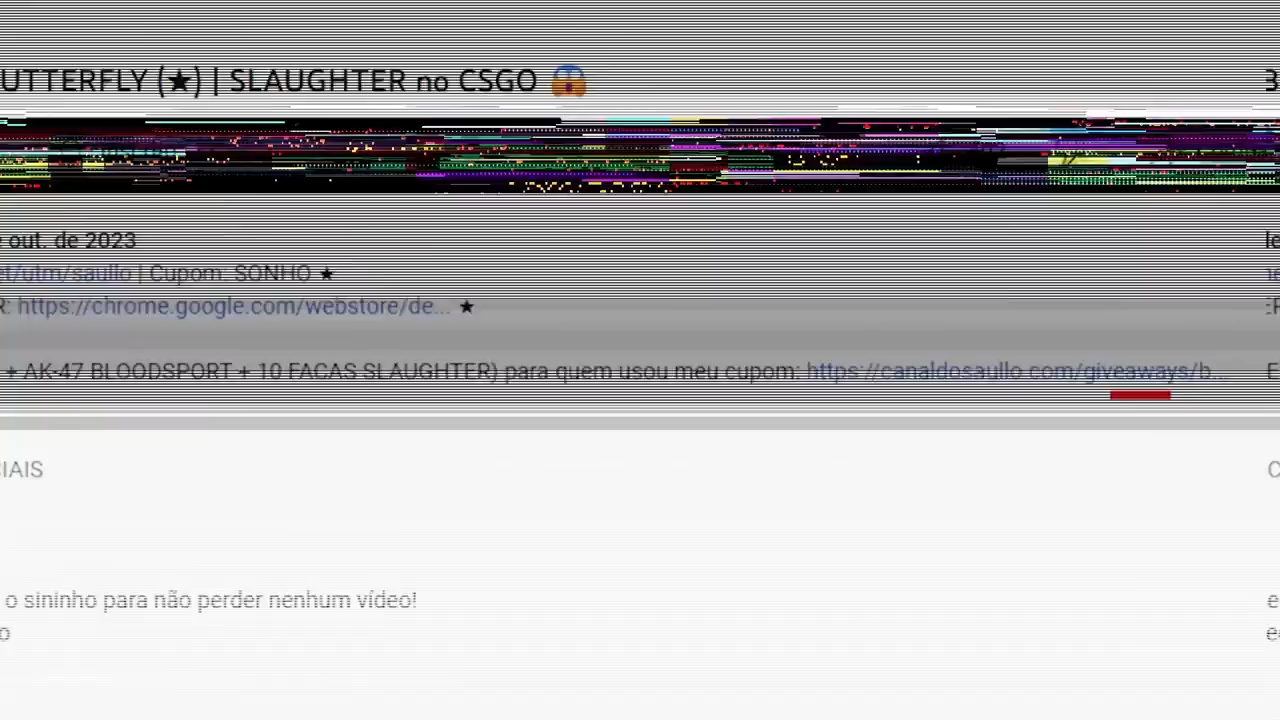 UTTERFLY (★) | SLAUGHTER no CSGO 😱 3
out. de 2023
et/utm/saullo | Cupom: SONHO ★
R: https://chrome.google.com/webstore/de... ★
+ AK-47 BLOODSPORT + 10 FACAS SLAUGHTER) para quem usou meu cupom: https://canaldosaullo.com/giveaways/b...
CIAIS
o sininho para não perder nenhum vídeo!
o